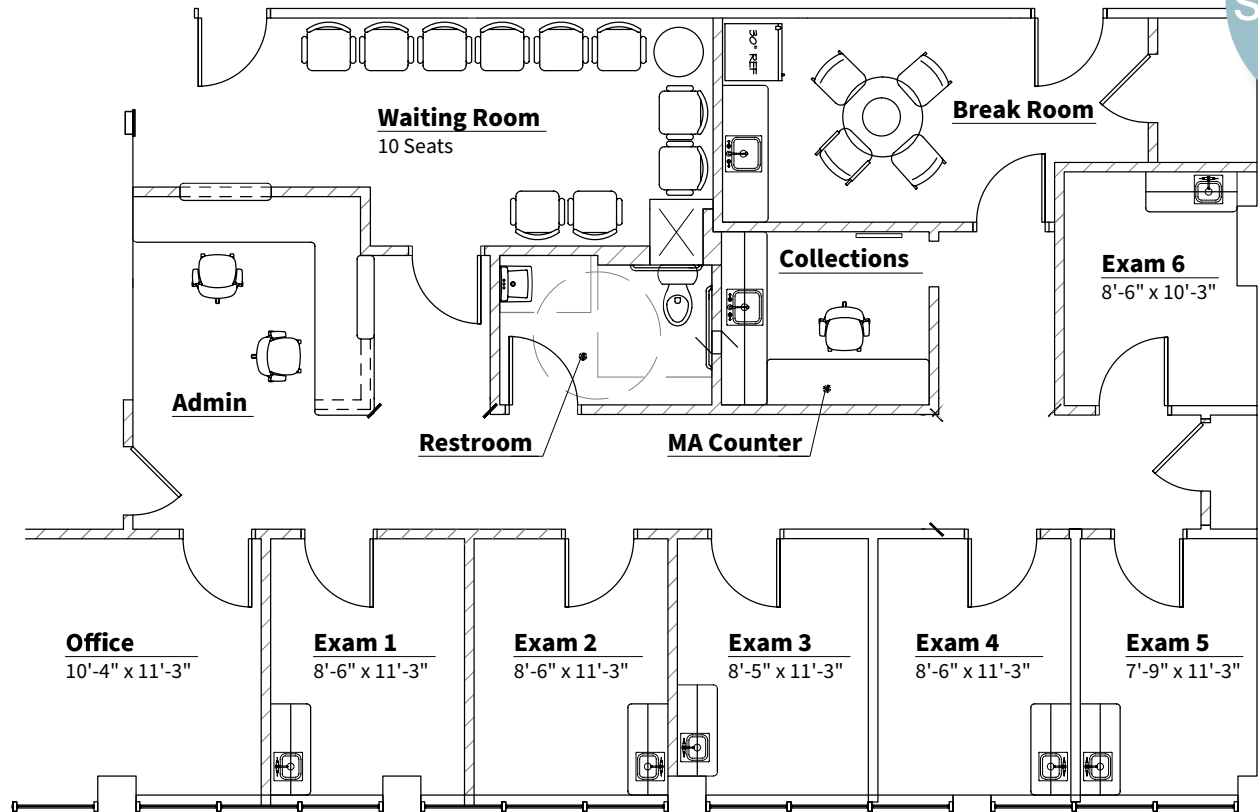 S
30" REF
Waiting Room
10 Seats
Break Room
Collections
Exam 6
8'-6" x 10'-3"
Admin
Restroom
MA Counter
Office
10'-4" x 11'-3"
Exam 1
8'-6" x 11'-3"
Exam 2
8'-6" x 11'-3"
Exam 3
8'-5" x 11'-3"
Exam 4
8'-6" x 11'-3"
Exam 5
7'-9" x 11'-3"